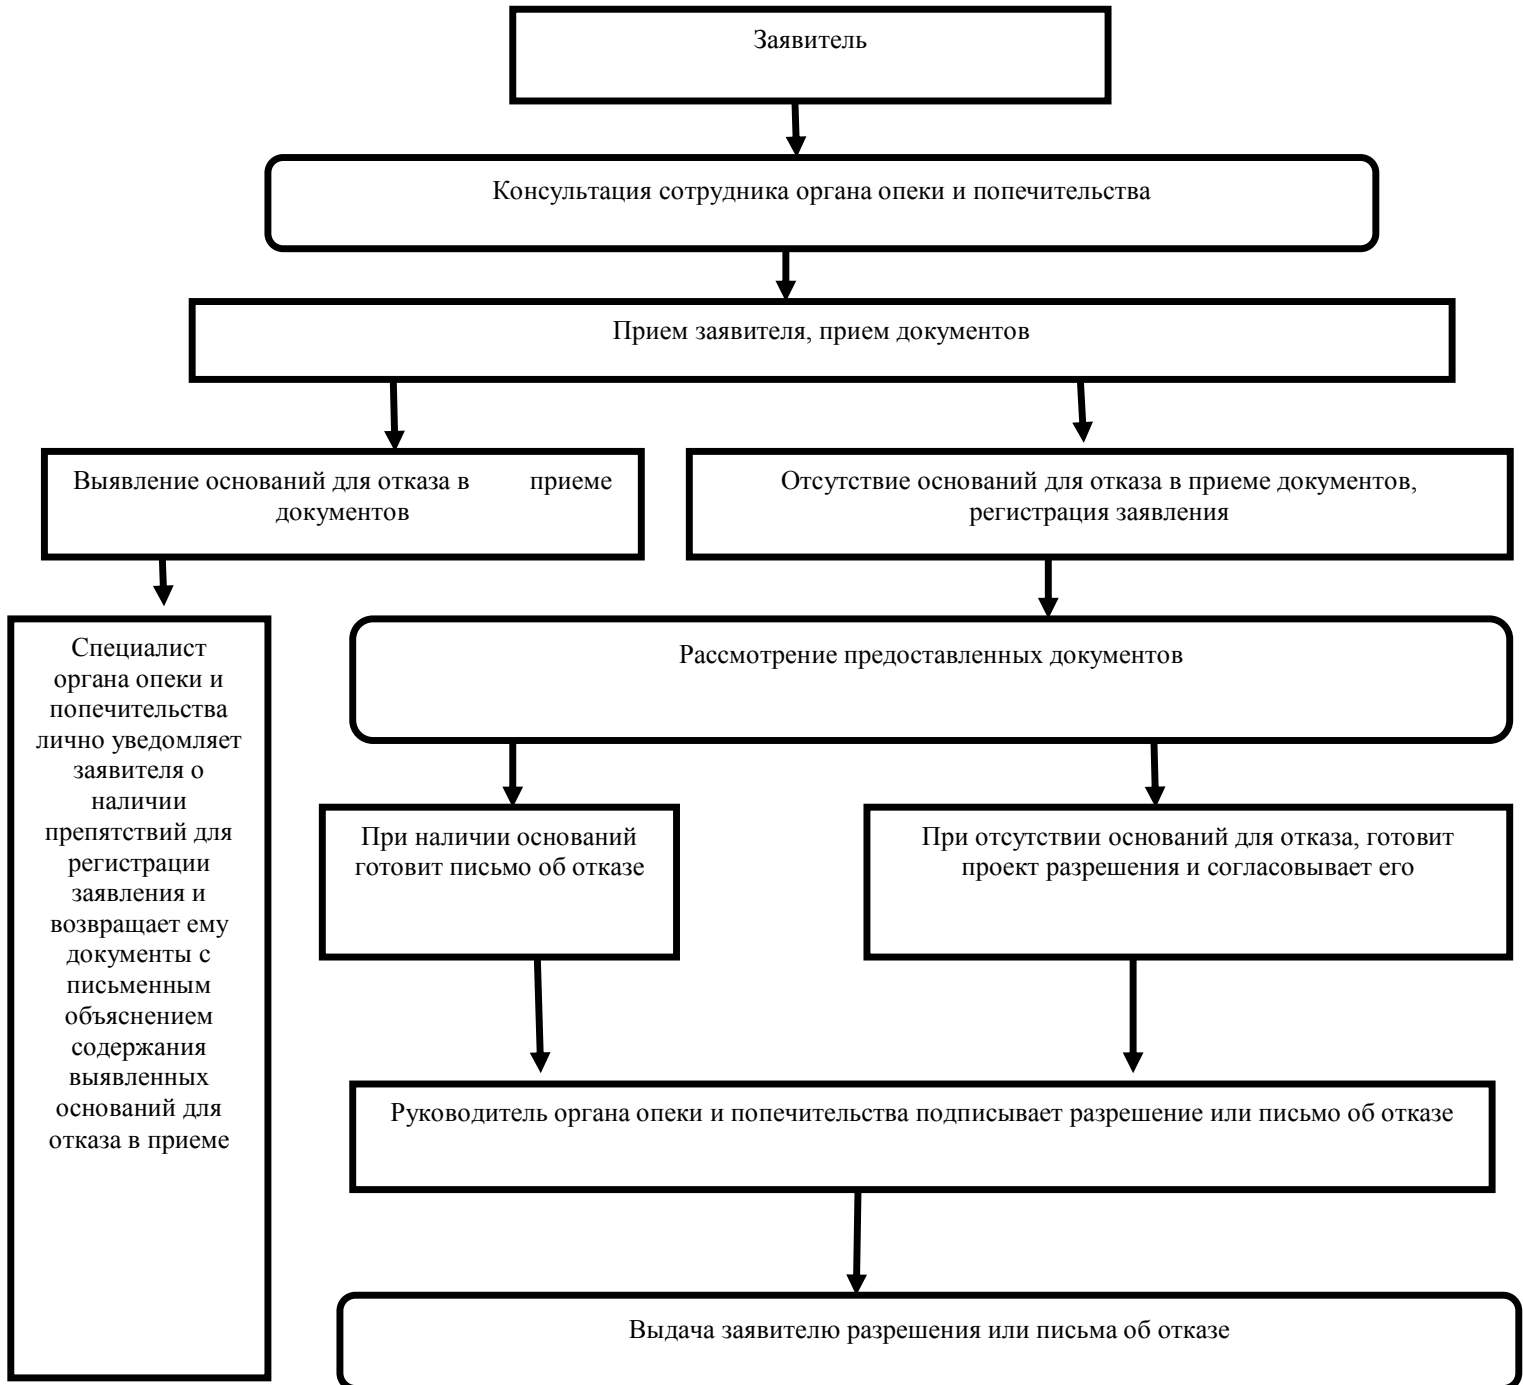 Заявитель
Консультация сотрудника органа опеки и попечительства
Прием заявителя, прием документов
Выявление оснований для отказа в приеме
документов
Отсутствие оснований для отказа в приеме документов,
регистрация заявления
Специалист
органа опеки и
попечительства
лично уведомляет
заявителя о
наличии
препятствий для
регистрации
заявления и
возвращает ему
документы с
письменным
объяснением
содержания
выявленных
оснований для
отказа в приеме
Рассмотрение предоставленных документов
При наличии оснований
готовит письмо об отказе
При отсутствии оснований для отказа, готовит
проект разрешения и согласовывает его
Руководитель органа опеки и попечительства подписывает разрешение или письмо об отказе
Выдача заявителю разрешения или письма об отказе